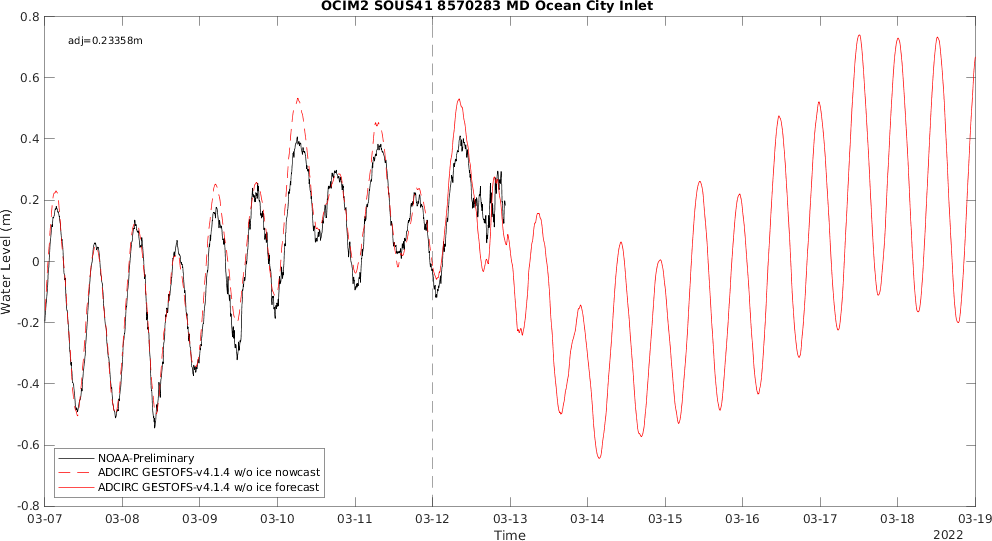 OCIM2 SOUS41 8570283 MD Ocean City Inlet
adj=0.23358m
0.8
0.6
0.4
0.2
0
-0.2
-0.4
-0.6
-0.8
Water Level (m)
NOAA-Preliminary
ADCIRC GESTOFS-v4.1.4 w/o ice nowcast
ADCIRC GESTOFS-v4.1.4 w/o ice forecast
03-07 03-08 03-09 03-10 03-11 03-12 03-13 03-14 03-15 03-16 03-17 03-18 03-19
Time
2022